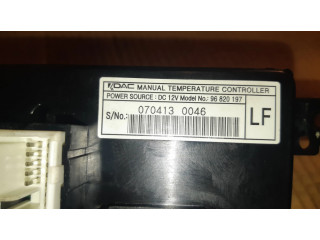 DAC MANUAL TEMPERATURE CONTROLLER
POWER SOURCE : DC 12V Model No.: 96 820 197
S/No.: 070413 0046
LF